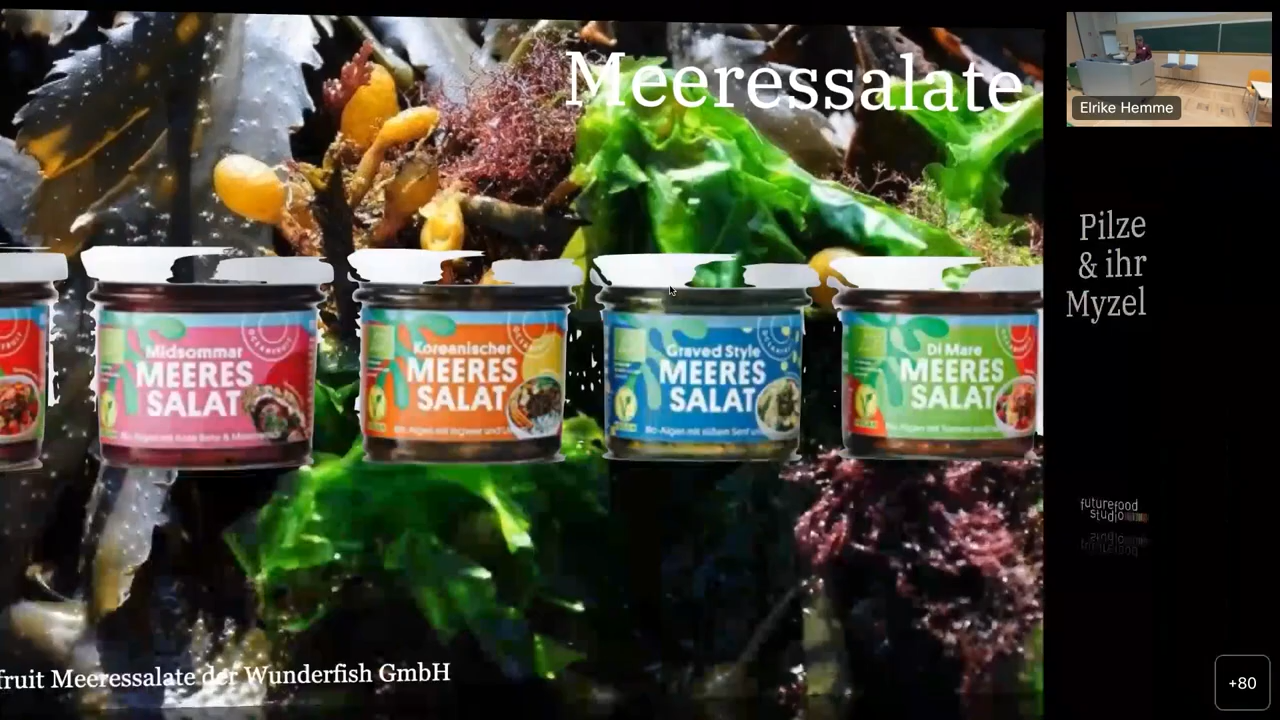 Meeressalate
Elrike Hemme
Pilze
& ihr
Myzel
Midsommar
MEERES
SALAT
Koreanischer
MEERES
SALAT
Graved Style
MEERES
SALAT
Di Mare
MEERES
SALAT
OCEANFRUIT
futurefood
studio
fruit Meeressalate der Wunderfish GmbH
+80